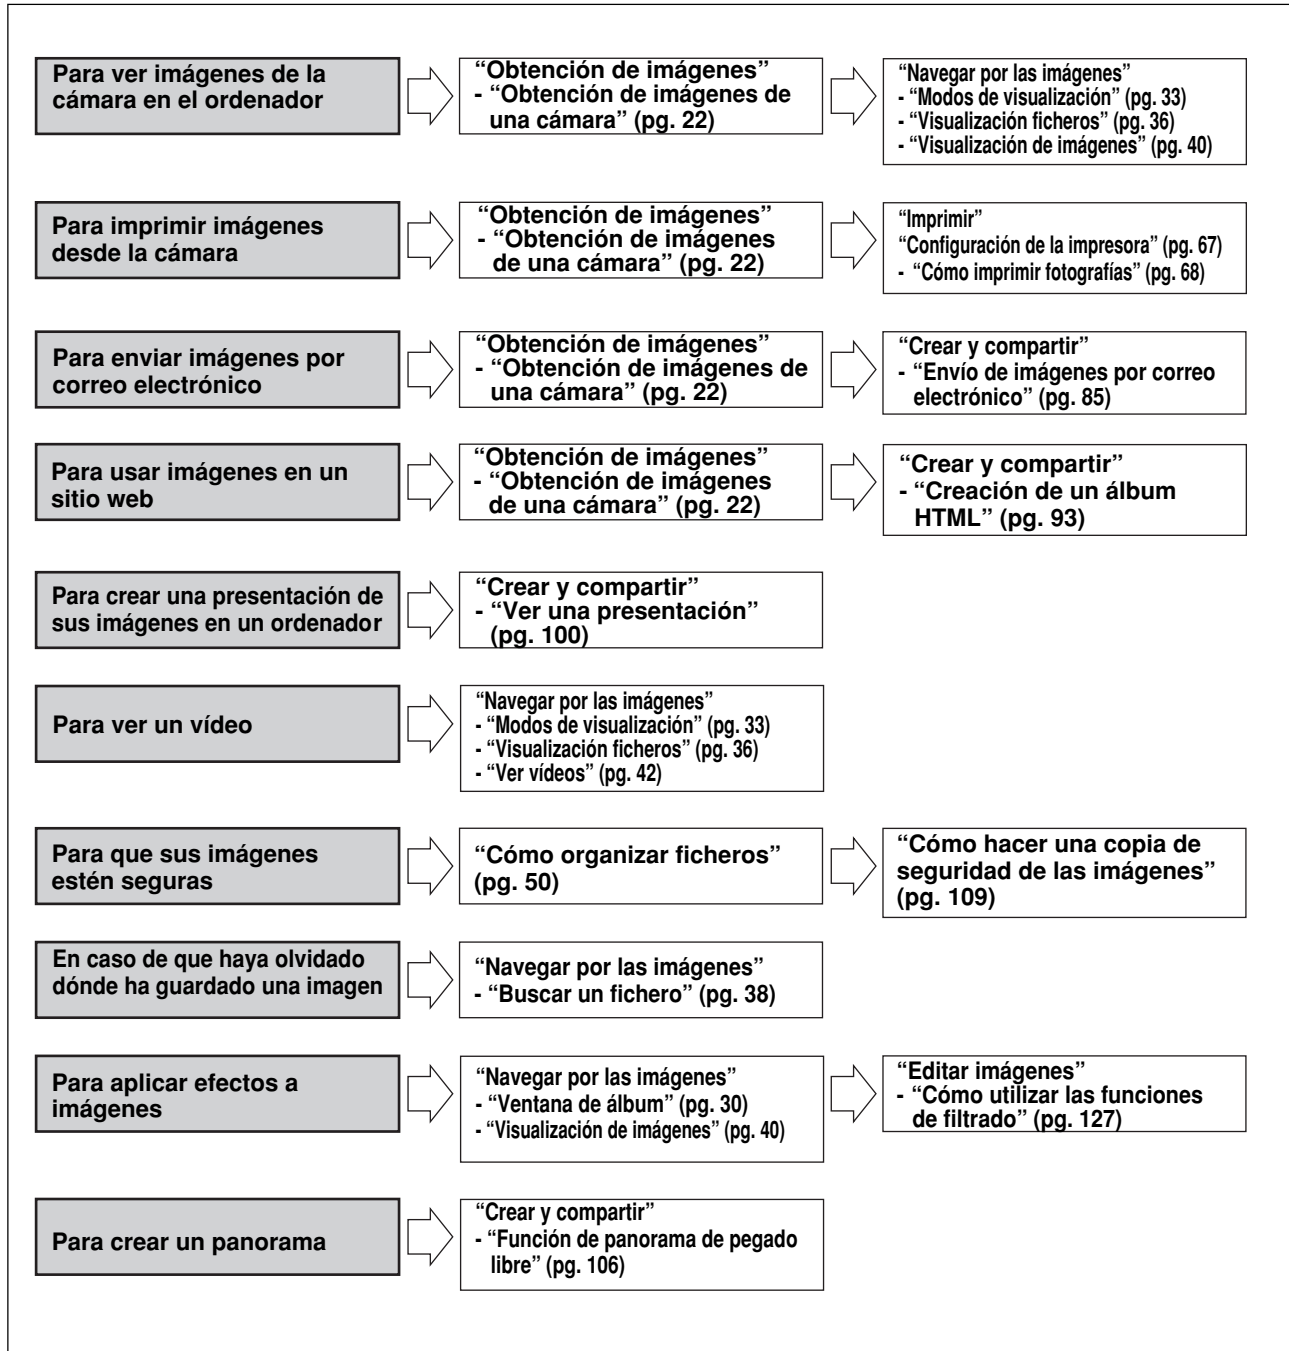 Para ver imágenes de la
cámara en el ordenador
“Obtención de imágenes”
- “Obtención de imágenes de
una cámara” (pg. 22)
“Navegar por las imágenes”
- “Modos de visualización” (pg. 33)
- “Visualización ficheros” (pg. 36)
- “Visualización de imágenes” (pg. 40)
Para imprimir imágenes
desde la cámara
“Obtención de imágenes”
- “Obtención de imágenes
de una cámara” (pg. 22)
“Imprimir”
“Configuración de la impresora” (pg. 67)
- “Cómo imprimir fotografías” (pg. 68)
Para enviar imágenes por
correo electrónico
“Obtención de imágenes”
- “Obtención de imágenes de
una cámara” (pg. 22)
“Crear y compartir”
- “Envío de imágenes por correo
electrónico” (pg. 85)
Para usar imágenes en un
sitio web
“Obtención de imágenes”
- “Obtención de imágenes
de una cámara” (pg. 22)
“Crear y compartir”
- “Creación de un álbum
HTML” (pg. 93)
Para crear una presentación de
sus imágenes en un ordenador
“Crear y compartir”
- “Ver una presentación”
(pg. 100)
Para ver un vídeo
“Navegar por las imágenes”
- “Modos de visualización” (pg. 33)
- “Visualización ficheros” (pg. 36)
- “Ver vídeos” (pg. 42)
Para que sus imágenes
estén seguras
“Cómo organizar ficheros”
(pg. 50)
“Cómo hacer una copia de
seguridad de las imágenes”
(pg. 109)
En caso de que haya olvidado
dónde ha guardado una imagen
“Navegar por las imágenes”
- “Buscar un fichero” (pg. 38)
Para aplicar efectos a
imágenes
“Navegar por las imágenes”
- “Ventana de álbum” (pg. 30)
- “Visualización de imágenes” (pg. 40)
“Editar imágenes”
- “Cómo utilizar las funciones
de filtrado” (pg. 127)
Para crear un panorama
“Crear y compartir”
- “Función de panorama de pegado
libre” (pg. 106)